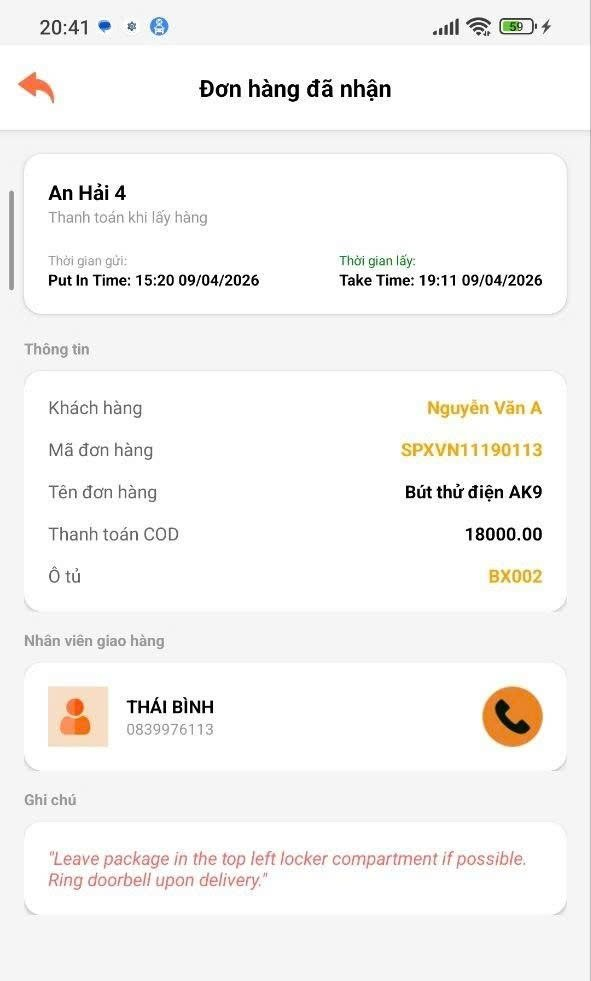 20:41
59
Đơn hàng đã nhận
An Hải 4
Thanh toán khi lấy hàng
Thời gian gửi:
Put In Time: 15:20 09/04/2026
Thời gian lấy:
Take Time: 19:11 09/04/2026
Thông tin
Khách hàng Nguyễn Văn A
Mã đơn hàng SPXVN11190113
Tên đơn hàng Bút thử điện AK9
Thanh toán COD 18000.00
Ô tủ BX002
Nhân viên giao hàng
THÁI BÌNH
0839976113
Ghi chú
"Leave package in the top left locker compartment if possible.
Ring doorbell upon delivery."